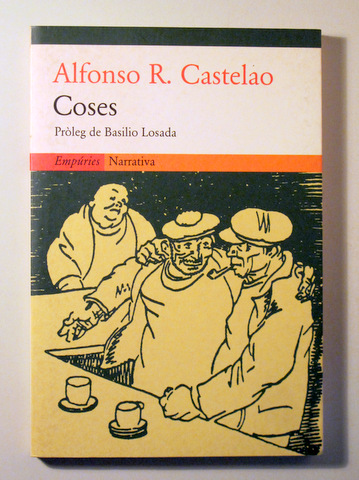 Alfonso R. Castelao
Coses
Pròleg de Basilio Losada
Empúries Narrativa
W